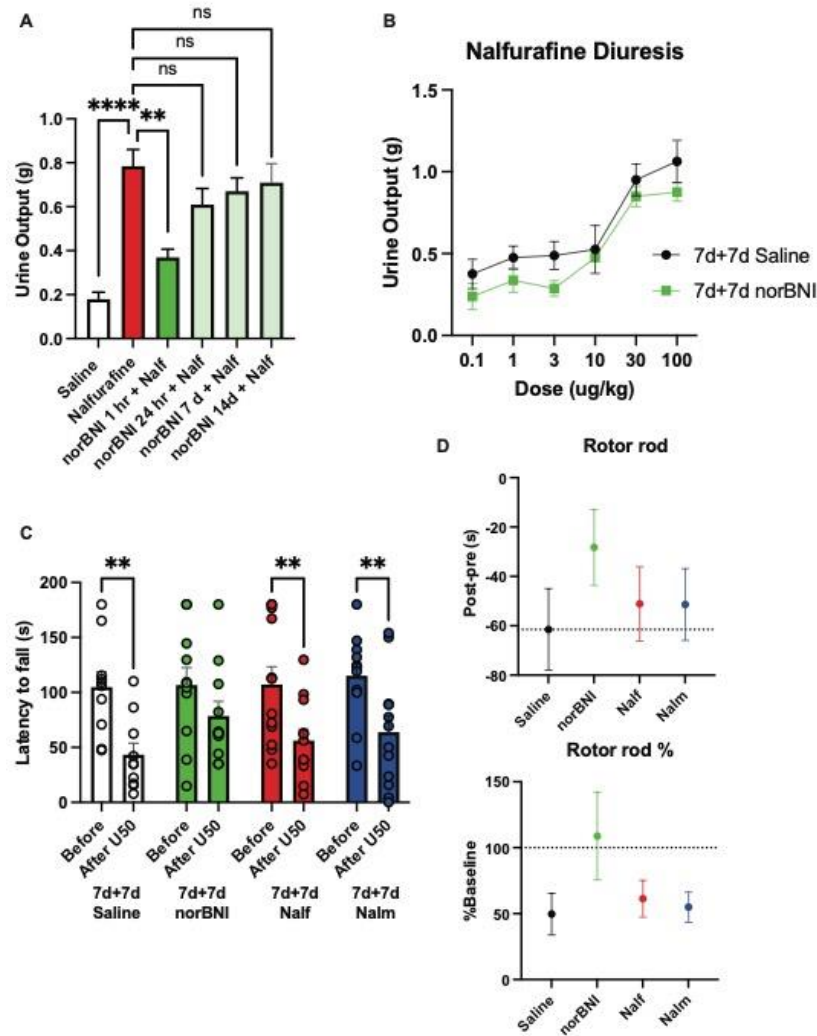 A
ns
ns
ns
****
**
Urine Output (g)
1.0
0.8
0.6
0.4
0.2
0.0
Saline
Nalfurafine
norBNI 1 hr + Nalf
norBNI 24 hr + Nalf
norBNI 7 d + Nalf
norBNI 14d + Nalf
B
Nalfurafine Diuresis
Urine Output (g)
1.5
1.0
0.5
0.0
7d+7d Saline
7d+7d norBNI
0.1 1 3 10 30 100
Dose (ug/kg)
C
** ** **
Latency to fall (s)
200
150
100
50
0
Before After U50 Before After U50 Before After U50 Before After U50
7d+7d 7d+7d 7d+7d 7d+7d
Saline norBNI Nalf Nalm
D
Rotor rod
Post-pre (s)
0
-20
-40
-60
-80
Saline norBNI Nalf Nalm
Rotor rod %
%Baseline
150
100
50
0
Saline norBNI Nalf Nalm